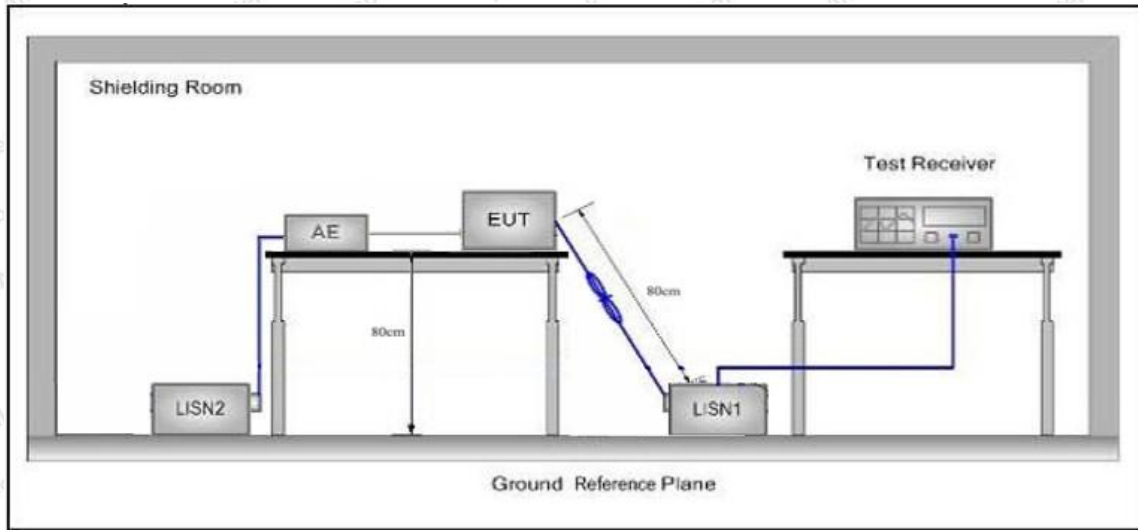 Shielding Room
Test Receiver
AE
EUT
80cm
80cm
LISN2
LISN1
Ground Reference Plane